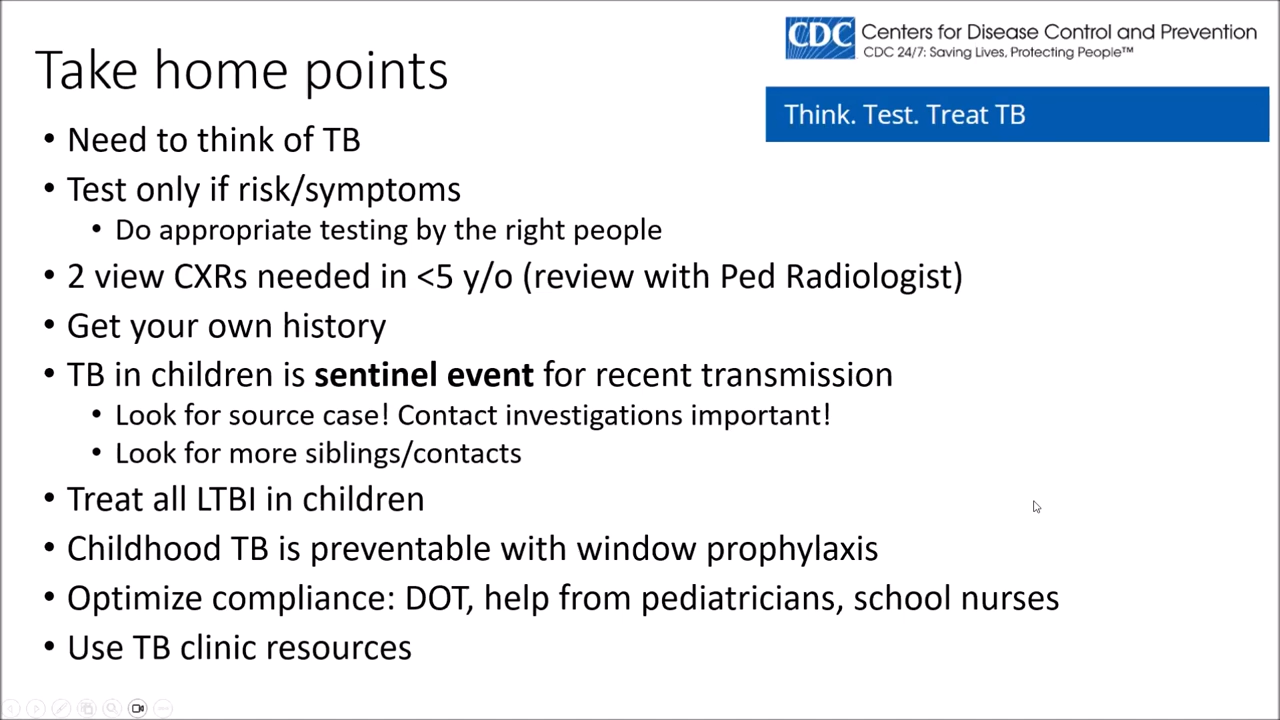 Take home points
CDC
Centers for Disease Control and Prevention
CDC 24/7: Saving Lives, Protecting People™
Think. Test. Treat TB
• Need to think of TB
• Test only if risk/symptoms
• Do appropriate testing by the right people
• 2 view CXRs needed in <5 y/o (review with Ped Radiologist)
• Get your own history
• TB in children is sentinel event for recent transmission
• Look for source case! Contact investigations important!
• Look for more siblings/contacts
• Treat all LTBI in children
• Childhood TB is preventable with window prophylaxis
• Optimize compliance: DOT, help from pediatricians, school nurses
• Use TB clinic resources